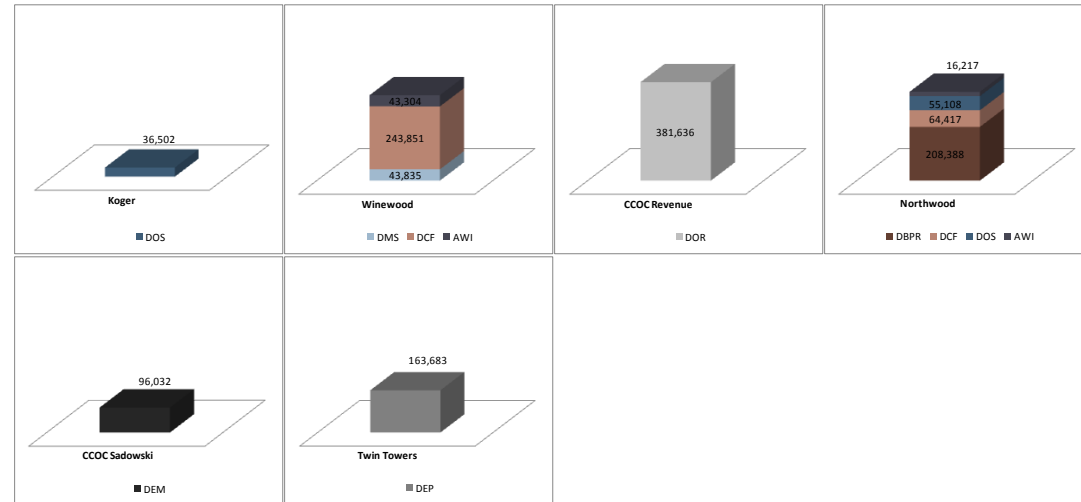 36,502
Koger
DOS
43,304
243,851
43,835
Winewood
DMS DCF AWI
381,636
CCOC Revenue
DOR
16,217
55,108
64,417
208,388
Northwood
DBPR DCF DOS AWI
96,032
CCOC Sadowski
DEM
163,683
Twin Towers
DEP